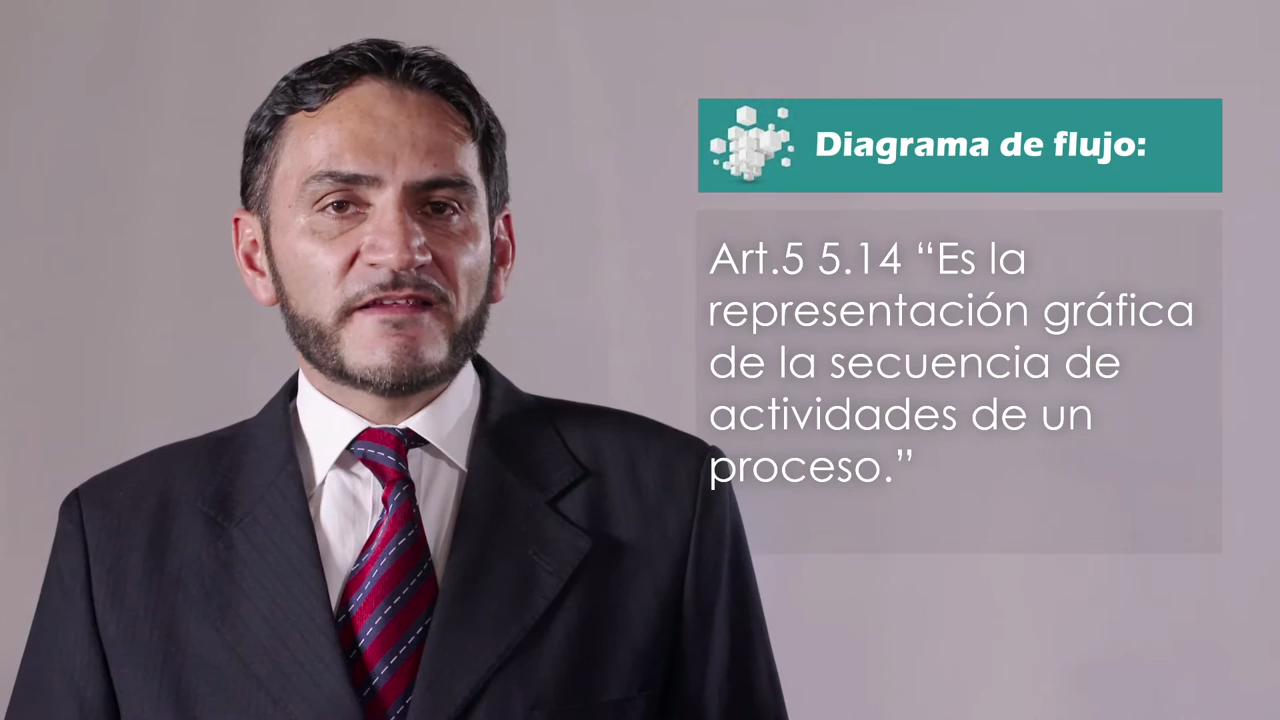 Diagrama de flujo:
Art.5 5.14 “Es la
representación gráfica
de la secuencia de
actividades de un
proceso.”